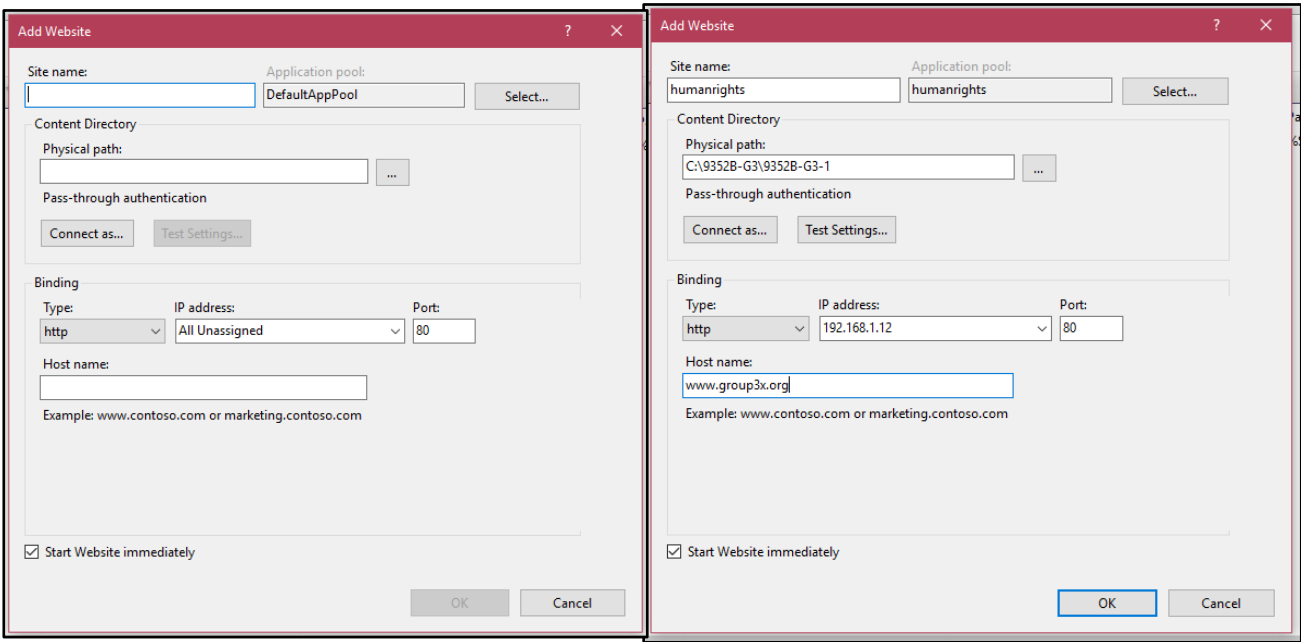 Add Website
?
×
Site name:
Application pool:
DefaultAppPool
Select...
Content Directory
Physical path:
...
Pass-through authentication
Connect as...
Test Settings...
Binding
Type:
IP address:
Port:
http
All Unassigned
80
Host name:
Example: www.contoso.com or marketing.contoso.com
Start Website immediately
OK
Cancel
Add Website
?
×
Site name:
Application pool:
humanrights
humanrights
Select...
Content Directory
Physical path:
C:\9352B-G3\9352B-G3-1
...
Pass-through authentication
Connect as...
Test Settings...
Binding
Type:
IP address:
Port:
http
192.168.1.12
80
Host name:
www.group3x.org
Example: www.contoso.com or marketing.contoso.com
Start Website immediately
OK
Cancel